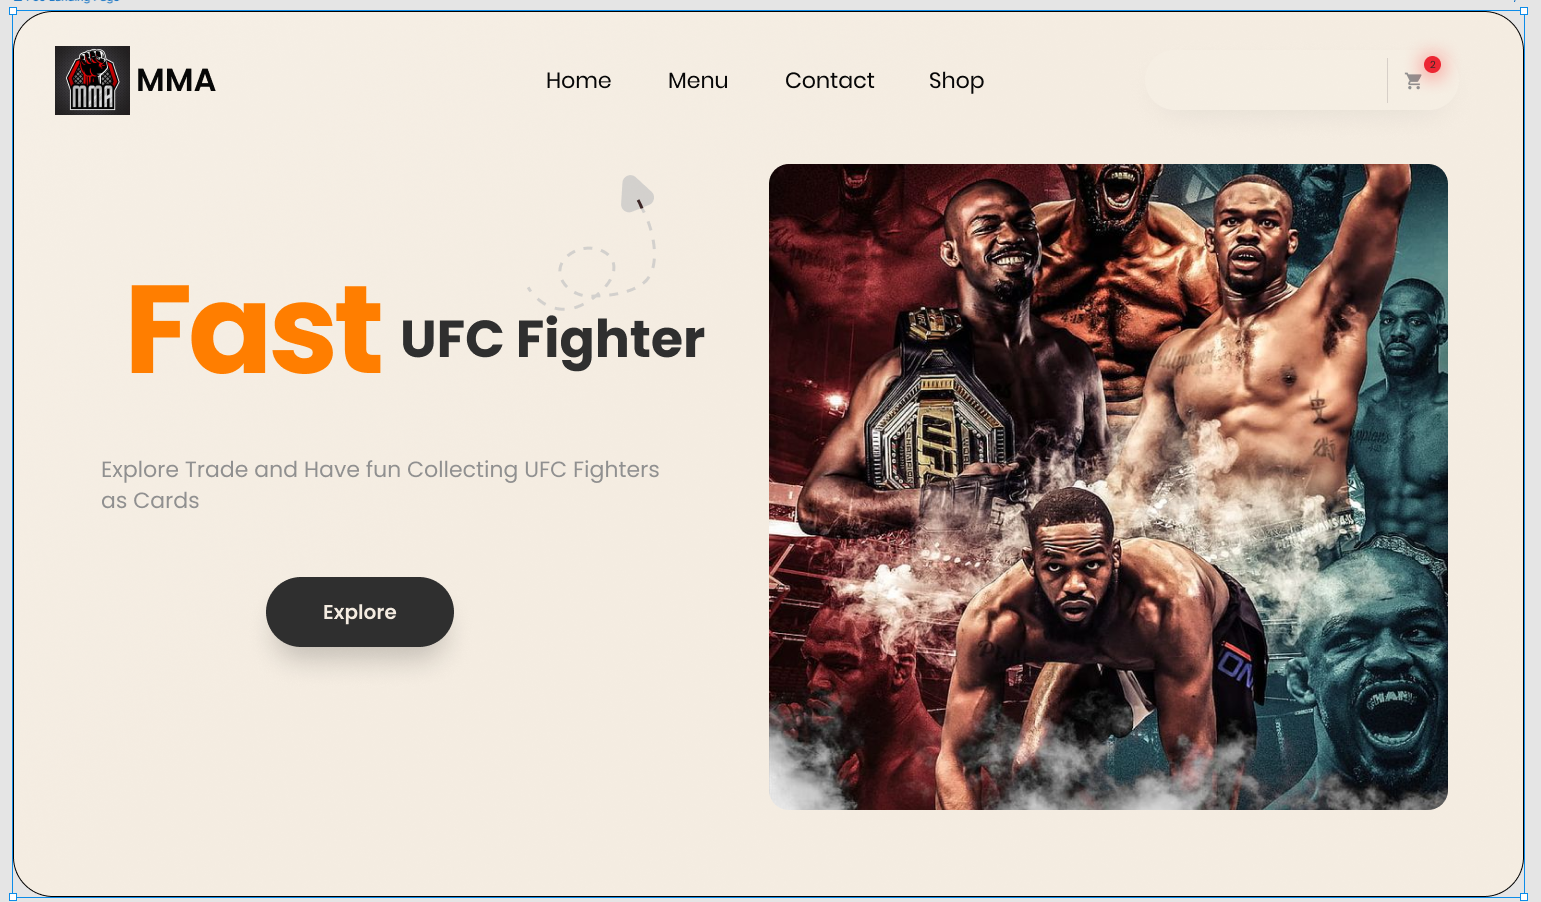 MMA
MMA
Home
Menu
Contact
Shop
2
Fast UFC Fighter
Explore Trade and Have fun Collecting UFC Fighters
as Cards
Explore
UFC